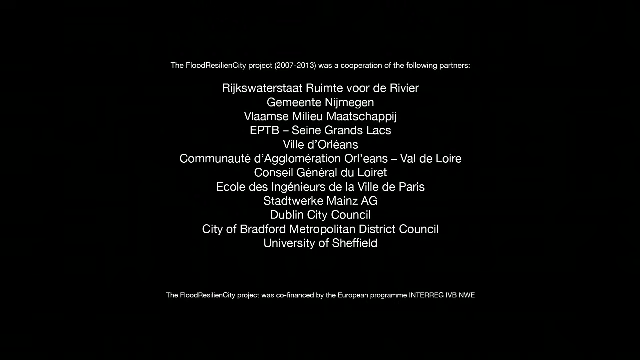 The FloodResilienCity project (2007-2013) was a cooperation of the following partners:
Rijkswaterstaat Ruimte voor de Rivier
Gemeente Nijmegen
Vlaamse Milieu Maatschappij
EPTB – Seine Grands Lacs
Ville d'Orléans
Communauté d'Agglomération Orl'eans – Val de Loire
Conseil Général du Loiret
Ecole des Ingénieurs de la Ville de Paris
Stadtwerke Mainz AG
Dublin City Council
City of Bradford Metropolitan District Council
University of Sheffield
The FloodResilienCity project was co-financed by the European programme INTERREG IVB NWE